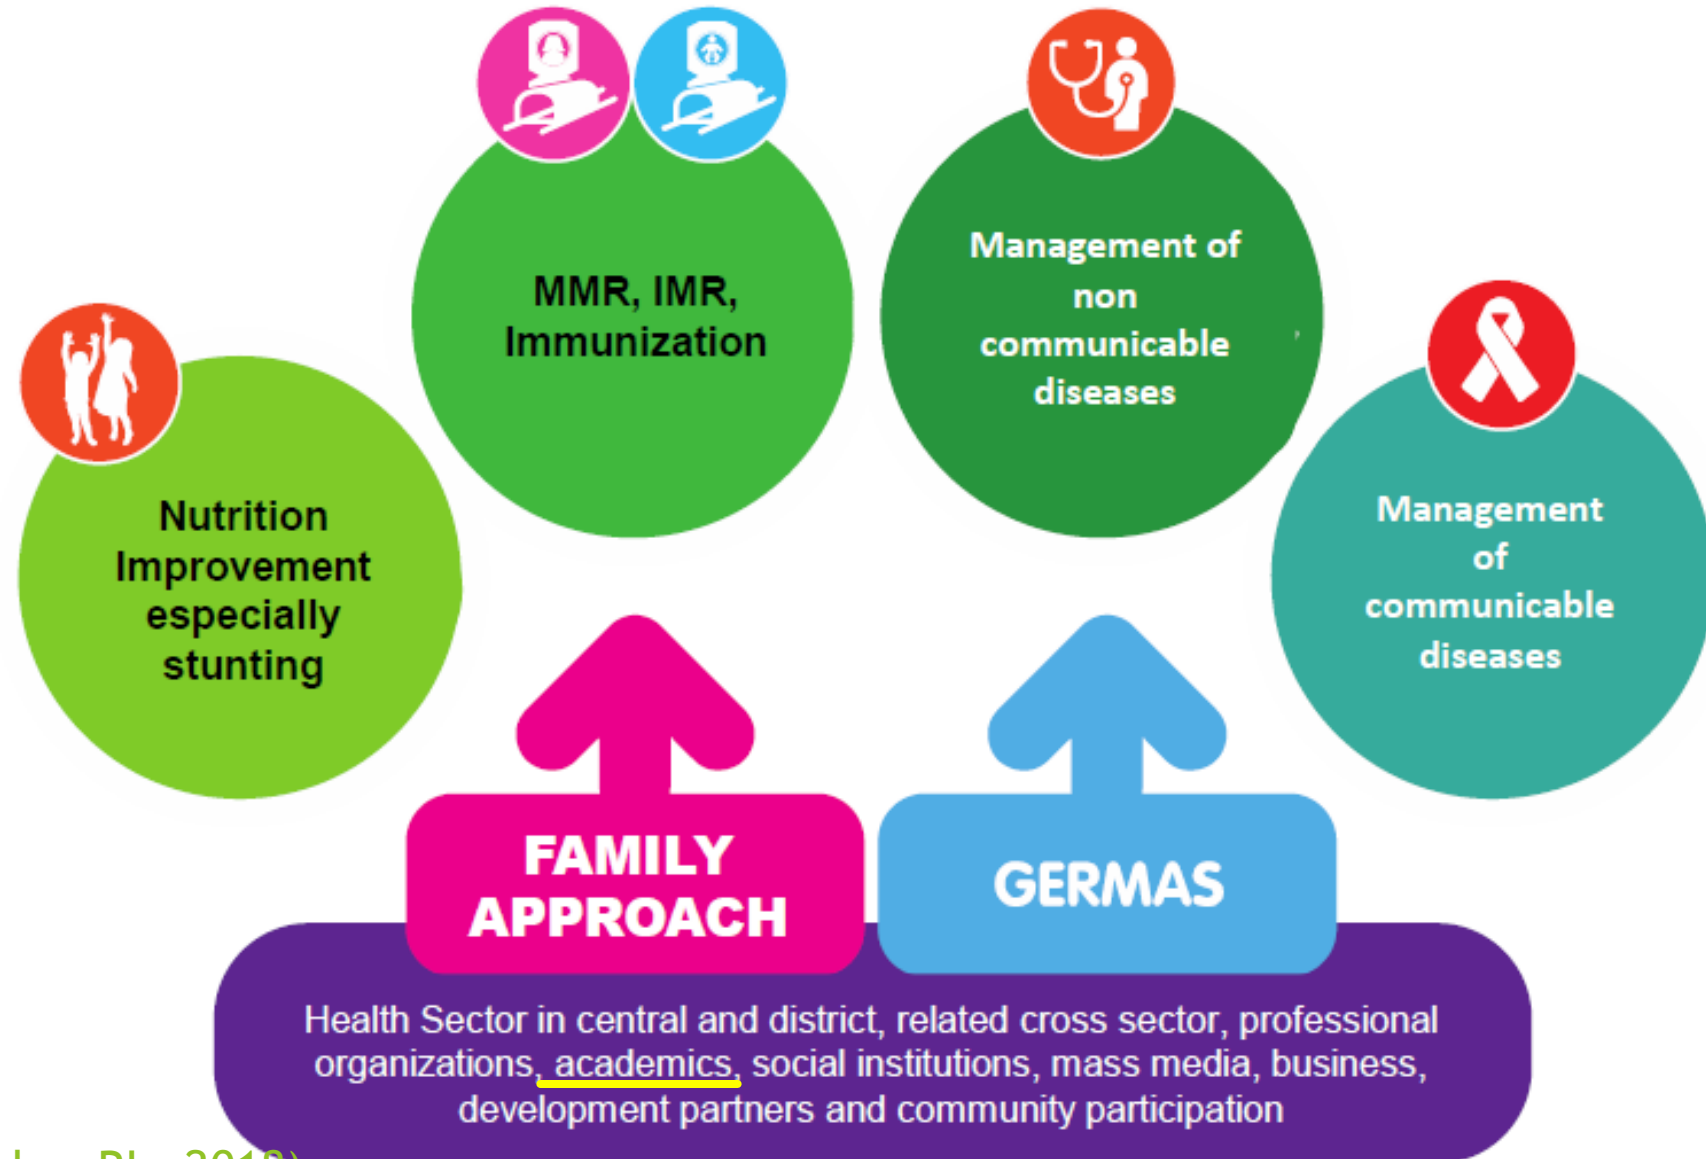 MMR, IMR,
Immunization
Management of
non
communicable
diseases
Nutrition
Improvement
especially
stunting
Management
of
communicable
diseases
FAMILY
APPROACH
GERMAS
Health Sector in central and district, related cross sector, professional
organizations, academics, social institutions, mass media, business,
development partners and community participation